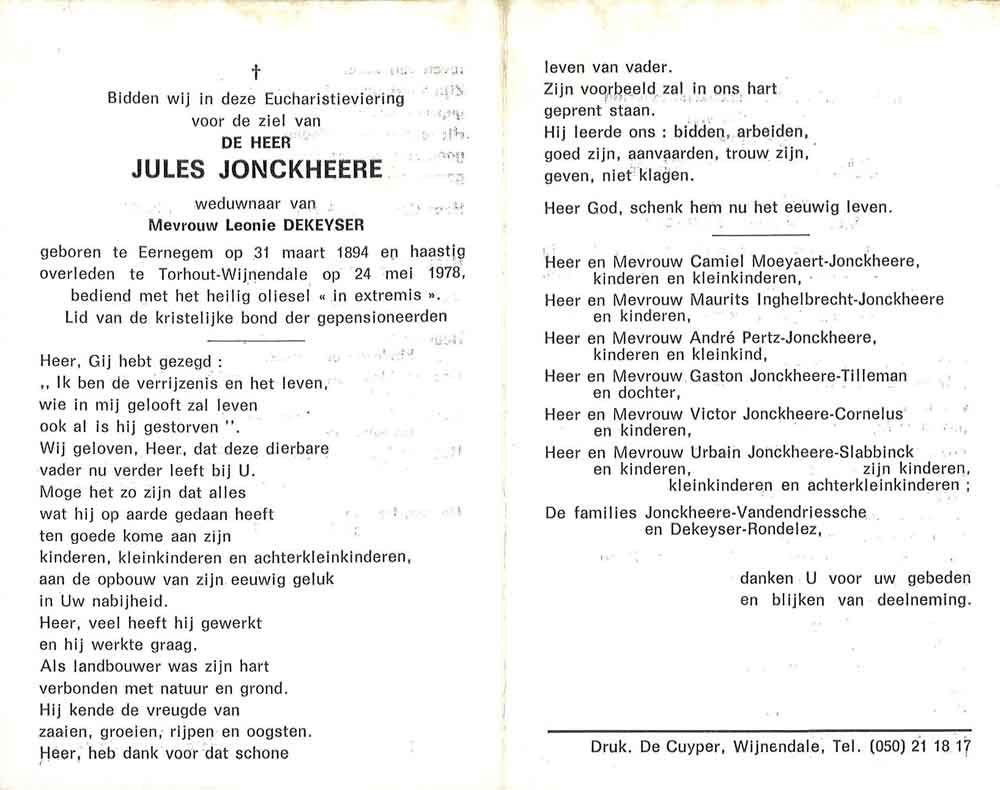 †
Bidden wij in deze Eucharistieviering
voor de ziel van
DE HEER
JULES JONCKHEERE
weduwnaar van
Mevrouw Leonie DEKEYSER
geboren te Eernegem op 31 maart 1894 en haastig
overleden te Torhout-Wijnendale op 24 mei 1978,
bediend met het heilig oliesel « in extremis ».
Lid van de kristelijke bond der gepensioneerden
Heer, Gij hebt gezegd :
,, Ik ben de verrijzenis en het leven,
wie in mij gelooft zal leven
ook al is hij gestorven ''.
Wij geloven, Heer, dat deze dierbare
vader nu verder leeft bij U.
Moge het zo zijn dat alles
wat hij op aarde gedaan heeft
ten goede kome aan zijn
kinderen, kleinkinderen en achterkleinkinderen,
aan de opbouw van zijn eeuwig geluk
in Uw nabijheid.
Heer, veel heeft hij gewerkt
en hij werkte graag.
Als landbouwer was zijn hart
verbonden met natuur en grond.
Hij kende de vreugde van
zaaien, groeien, rijpen en oogsten.
Heer, heb dank voor dat schone
leven van vader.
Zijn voorbeeld zal in ons hart
geprent staan.
Hij leerde ons : bidden, arbeiden,
goed zijn, aanvaarden, trouw zijn,
geven, niet klagen.
Heer God, schenk hem nu het eeuwig leven.
Heer en Mevrouw Camiel Moeyaert-Jonckheere,
kinderen en kleinkinderen,
Heer en Mevrouw Maurits Inghelbrecht-Jonckheere
en kinderen,
Heer en Mevrouw André Pertz-Jonckheere,
kinderen en kleinkind,
Heer en Mevrouw Gaston Jonckheere-Tilleman
en dochter,
Heer en Mevrouw Victor Jonckheere-Cornelus
en kinderen,
Heer en Mevrouw Urbain Jonckheere-Slabbinck
en kinderen, zijn kinderen,
kleinkinderen en achterkleinkinderen ;
De families Jonckheere-Vandendriessche
en Dekeyser-Rondelez,
danken U voor uw gebeden
en blijken van deelneming.
Druk. De Cuyper, Wijnendale, Tel. (050) 21 18 17